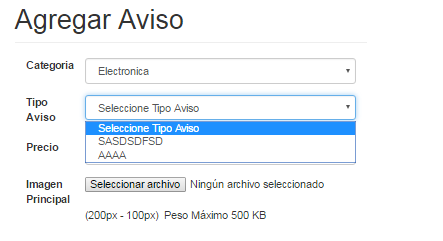 Agregar Aviso
Categoria
Electronica
Tipo
Aviso
Seleccione Tipo Aviso
Seleccione Tipo Aviso
SASDSDFSD
AAAA
Precio
Imagen
Principal
Seleccionar archivo Ningún archivo seleccionado
(200px - 100px) Peso Máximo 500 KB